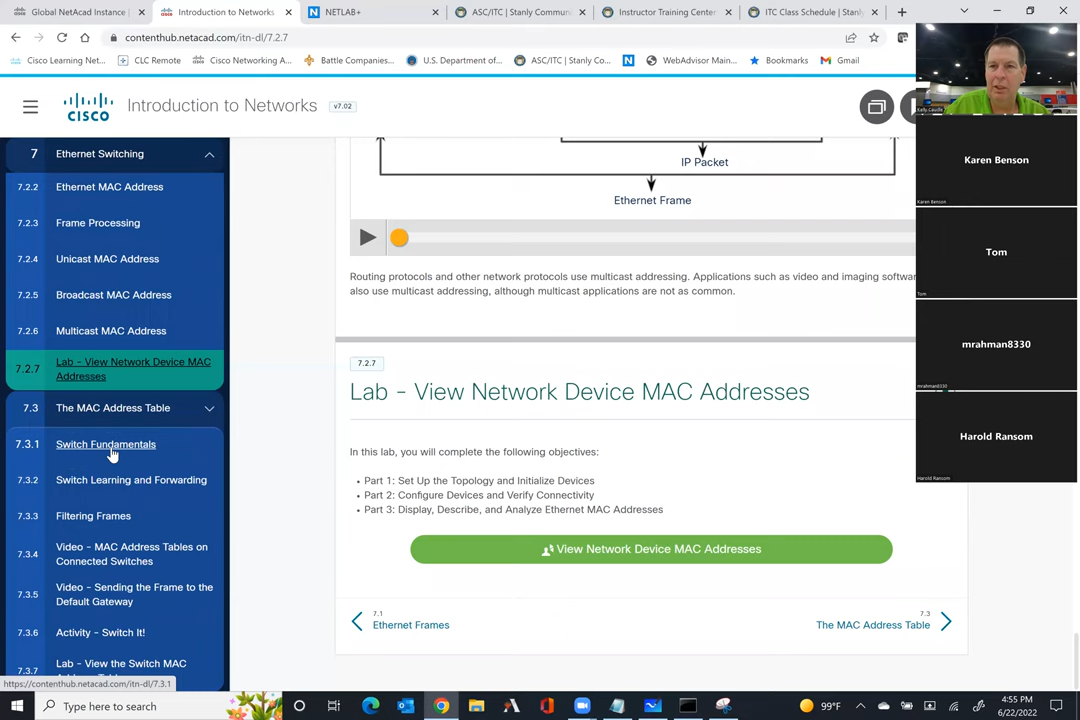 Global NetAcad Instance |
Introduction to Networks
NETLAB+
ASC/ITC | Stanly Commun
Instructor Training Center
ITC Class Schedule | Stanly
contenthub.netacad.com/itn-dl/7.2.7
Cisco Learning Net...
CLC Remote
Cisco Networking A...
Battle Companies...
U.S. Department of...
ASC/ITC | Stanly Co...
WebAdvisor Main...
Bookmarks
Gmail
CISCO
Introduction to Networks
v7.02
Kelly Caudle
7 Ethernet Switching
7.2.2 Ethernet MAC Address
7.2.3 Frame Processing
7.2.4 Unicast MAC Address
7.2.5 Broadcast MAC Address
7.2.6 Multicast MAC Address
7.2.7 Lab - View Network Device MAC
Addresses
7.3 The MAC Address Table
7.3.1 Switch Fundamentals
7.3.2 Switch Learning and Forwarding
7.3.3 Filtering Frames
7.3.4 Video - MAC Address Tables on
Connected Switches
7.3.5 Video - Sending the Frame to the
Default Gateway
7.3.6 Activity - Switch It!
7.3.7 Lab - View the Switch MAC
https://contenthub.netacad.com/itn-dl/7.3.1
IP Packet
Ethernet Frame
Routing protocols and other network protocols use multicast addressing. Applications such as video and imaging softwar
also use multicast addressing, although multicast applications are not as common.
7.2.7
Lab - View Network Device MAC Addresses
In this lab, you will complete the following objectives:
• Part 1: Set Up the Topology and Initialize Devices
• Part 2: Configure Devices and Verify Connectivity
• Part 3: Display, Describe, and Analyze Ethernet MAC Addresses
View Network Device MAC Addresses
7.1
Ethernet Frames
7.3
The MAC Address Table
Karen Benson
Karen Benson
Tom
Tom
mrahman8330
mrahman8330
Harold Ransom
Harold Ransom
Type here to search
99°F
4:55 PM
6/22/2022